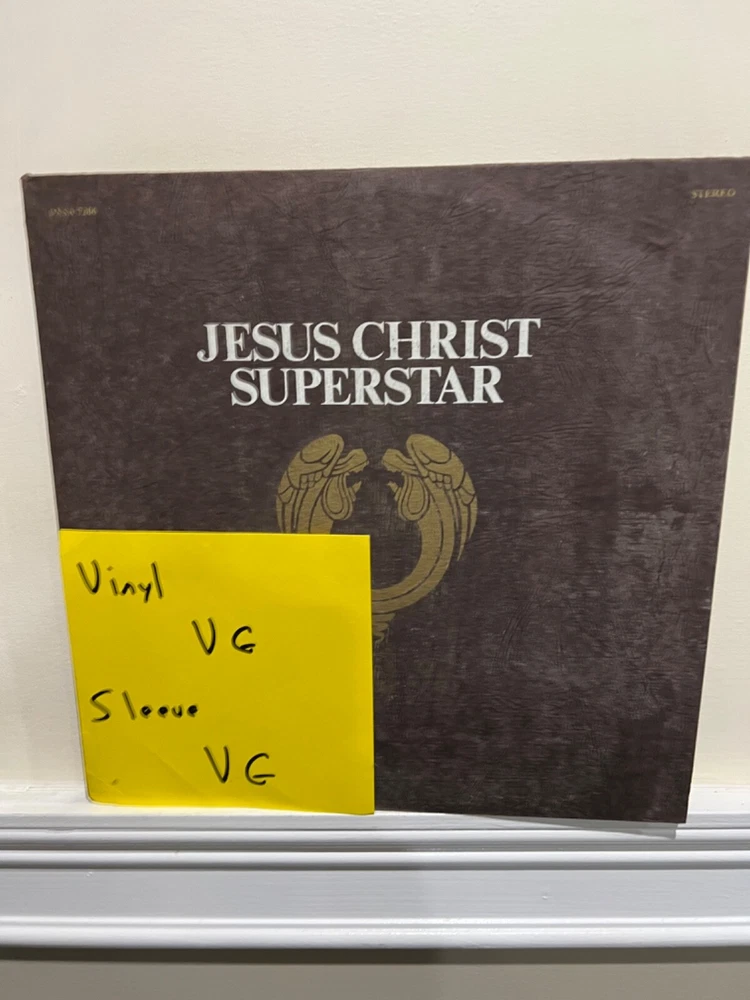 STEREO
JESUS CHRIST
SUPERSTAR
Vinyl
VG
Sleeve
VG